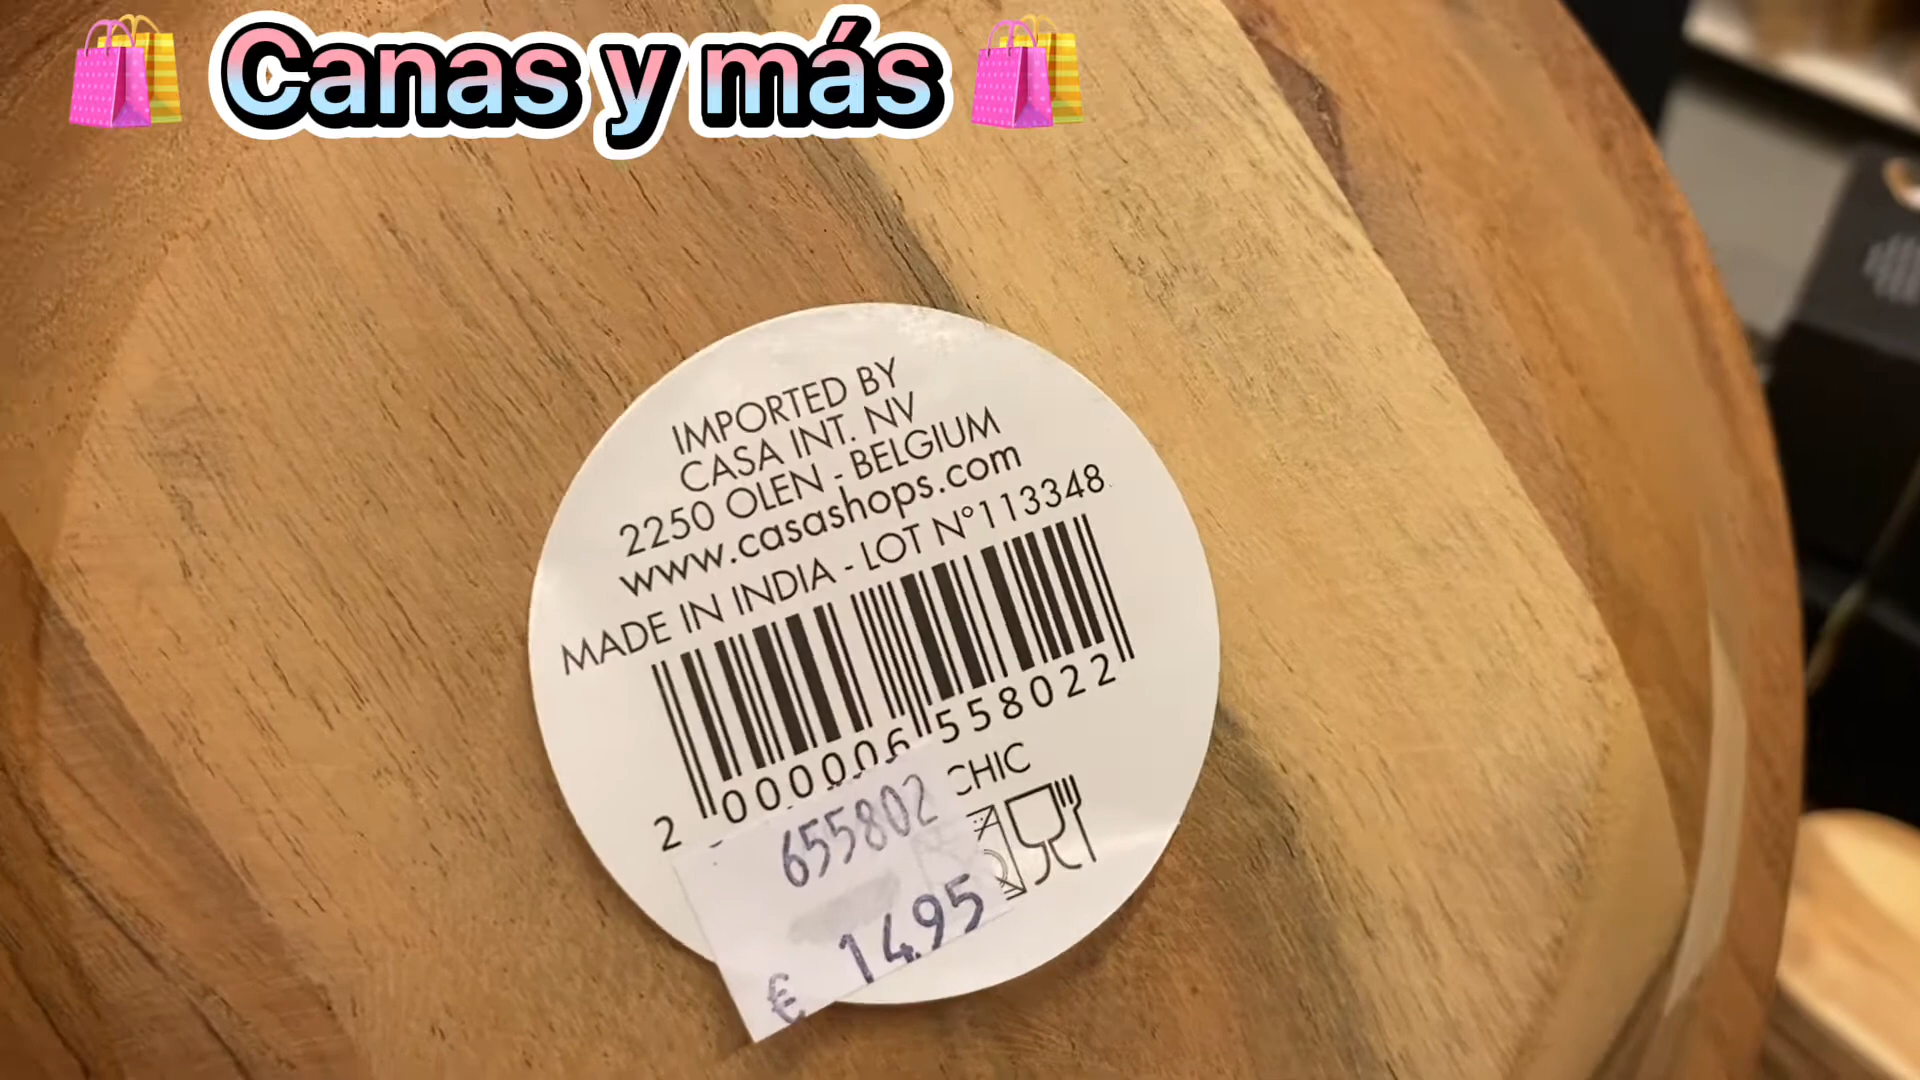 Canas y más
IMPORTED BY
CASA INT. NV
2250 OLEN - BELGIUM
www.casashops.com
MADE IN INDIA - LOT N°113348
2 000006 558022
CHIC
655802
€ 14.95